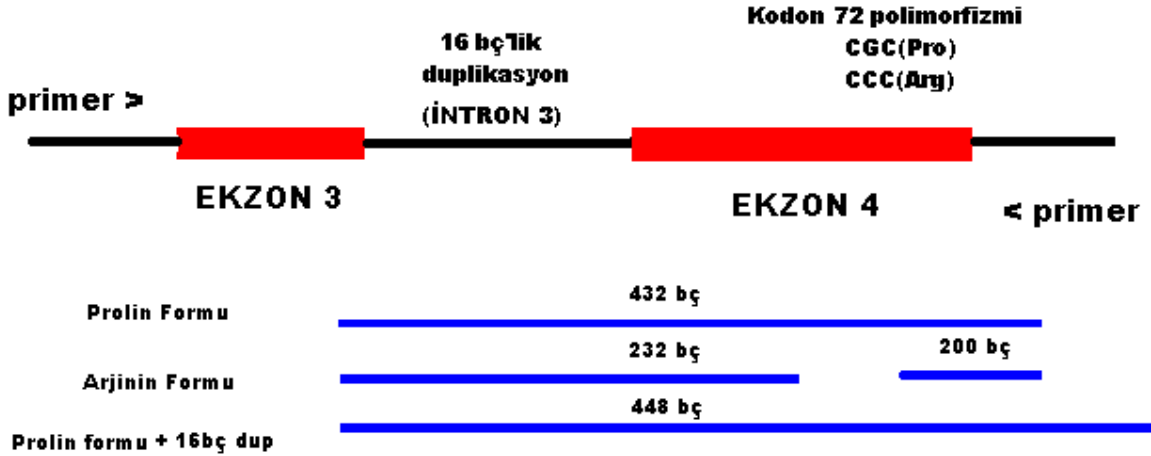 Kodon 72 polimorfizmi
CGC(Pro)
CCC(Arg)
16 bç'lik
duplikasyon
(İNTRON 3)
primer >
EKZON 3
EKZON 4
< primer
432 bç
Prolin Formu
232 bç
200 bç
Arjinin Formu
448 bç
Prolin formu + 16bç dup